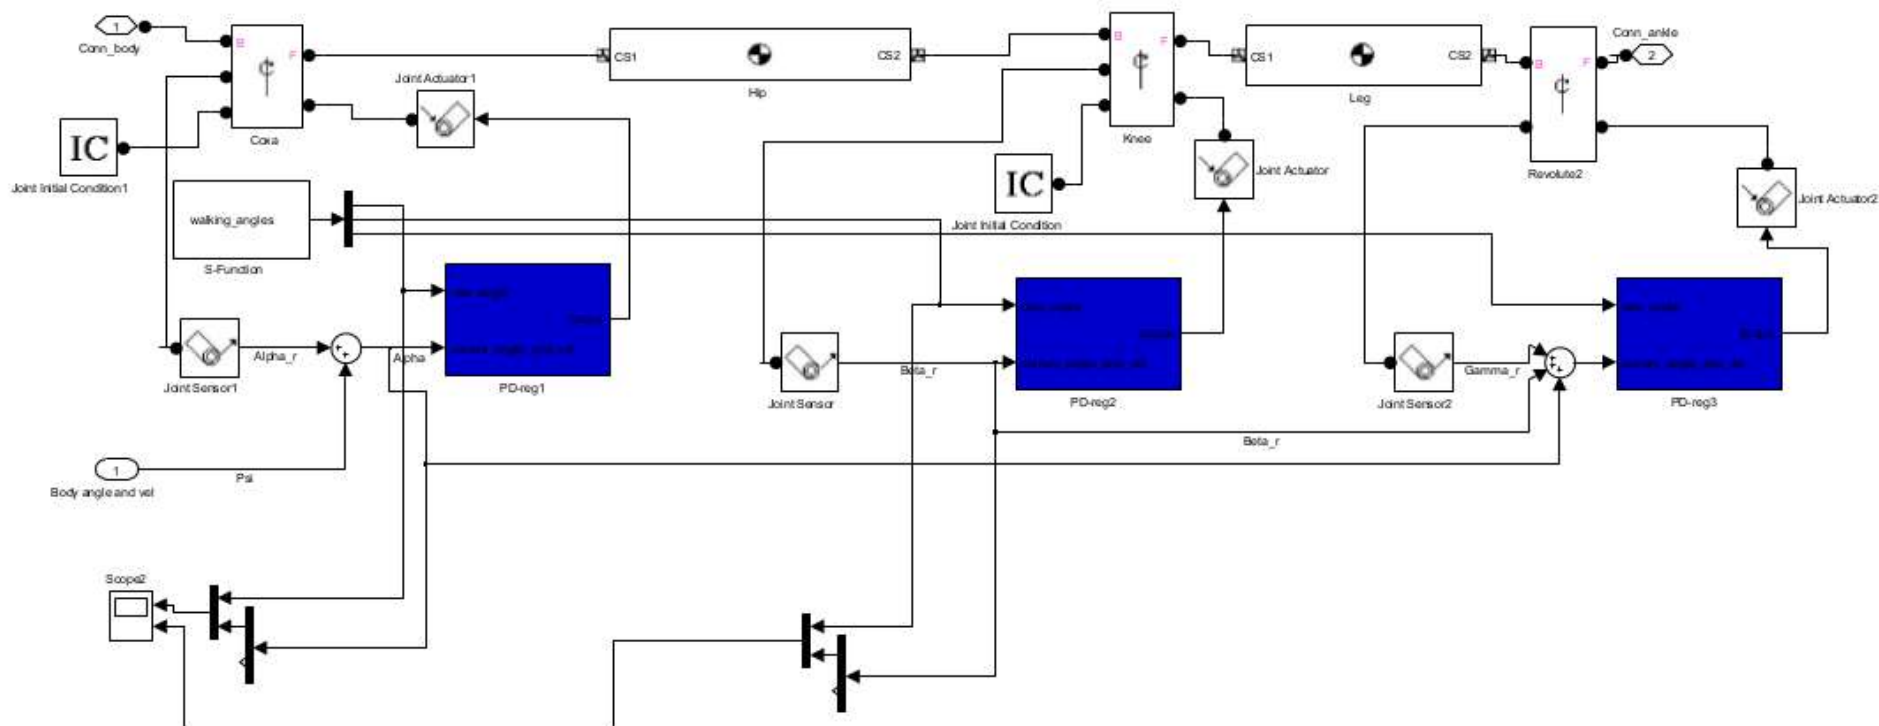 1
Conn_body
B
F
Coxa
IC
Joint Initial Condition1
Joint Actuator1
CS1
CS2
Hip
B
F
Knee
IC
Joint Initial Condition
Joint Actuator
CS1
CS2
Leg
B
F
Revolute2
Conn_ankle
2
Joint Actuator2
walking_angles
S-Function
Joint Sensor1
Alpha_r
Alpha
PD-reg1
Joint Sensor
Beta_r
PD-reg2
Joint Sensor2
Gamma_r
PD-reg3
Beta_r
1
Body angle and vel
Psi
Scope2